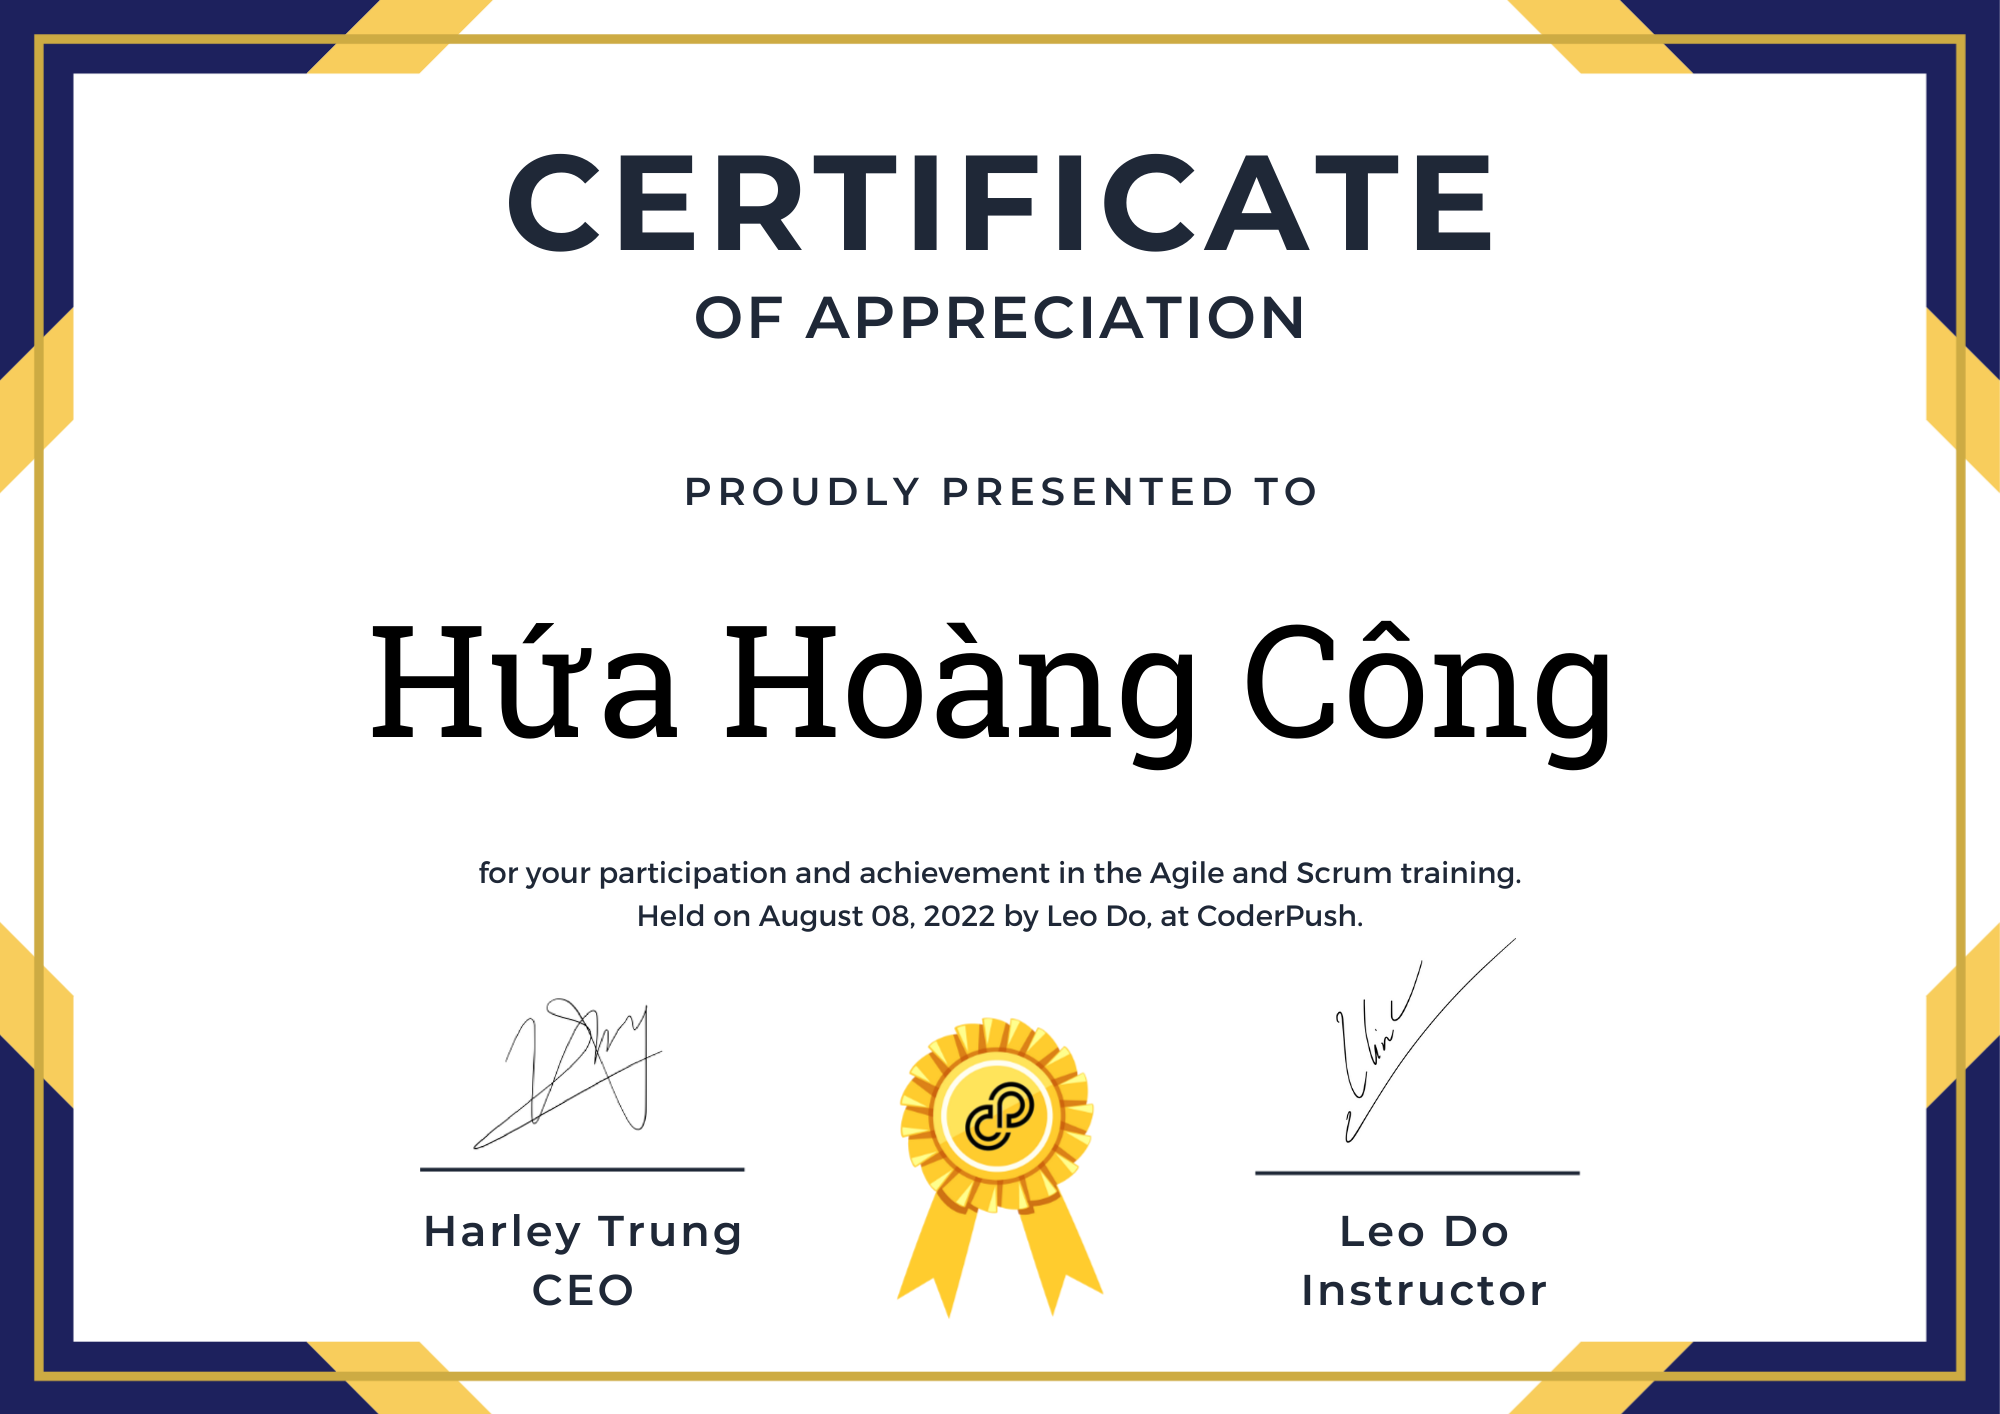 CERTIFICATE
OF APPRECIATION
PROUDLY PRESENTED TO
Hứa Hoàng Công
for your participation and achievement in the Agile and Scrum training.
Held on August 08, 2022 by Leo Do, at CoderPush.
Harley Trung
CEO
Leo Do
Instructor